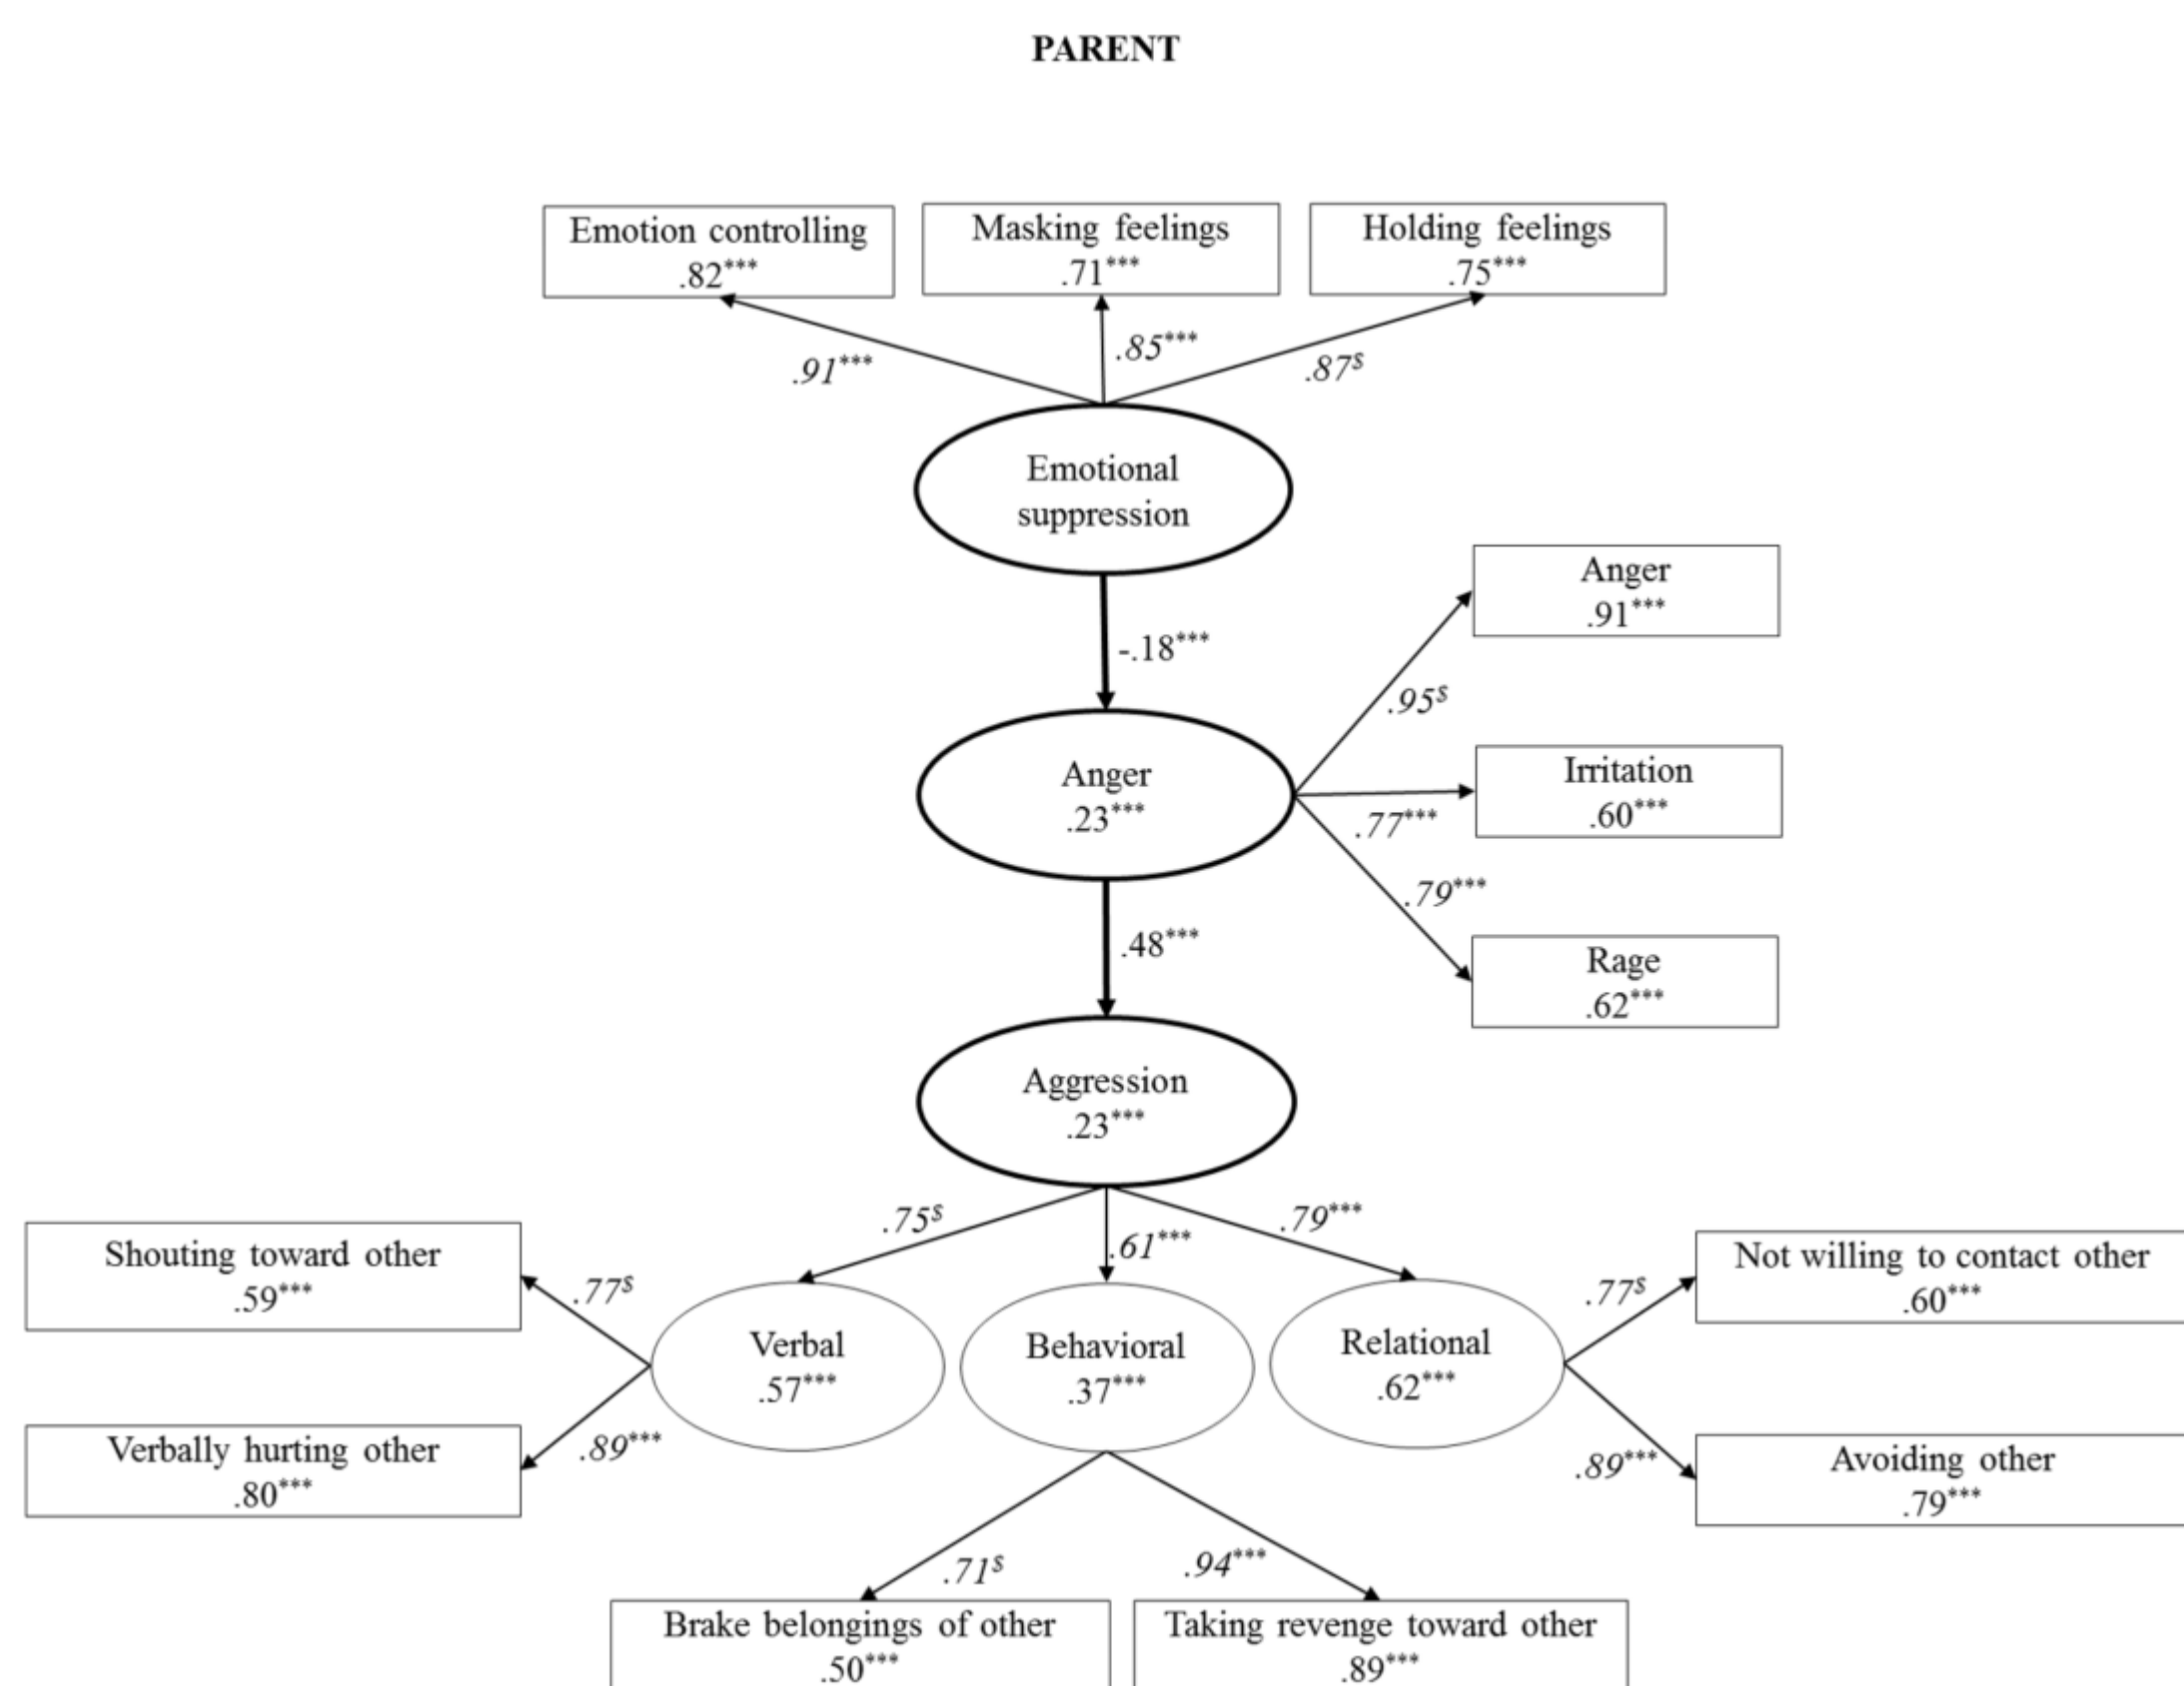 PARENT
Emotion controlling
.82***
Masking feelings
.71***
Holding feelings
.75***
.91***
.85***
.87$
Emotional
suppression
-.18***
Anger
.91***
.95$
Anger
.23***
Irritation
.60***
.77***
.79***
Rage
.62***
.48***
Aggression
.23***
.75$
.61***
.79***
Shouting toward other
.59***
.77$
Verbal
.57***
Behavioral
.37***
Relational
.62***
.77$
Not willing to contact other
.60***
Verbally hurting other
.80***
.89***
.89***
Avoiding other
.79***
.71$
.94***
Brake belongings of other
.50***
Taking revenge toward other
.89***